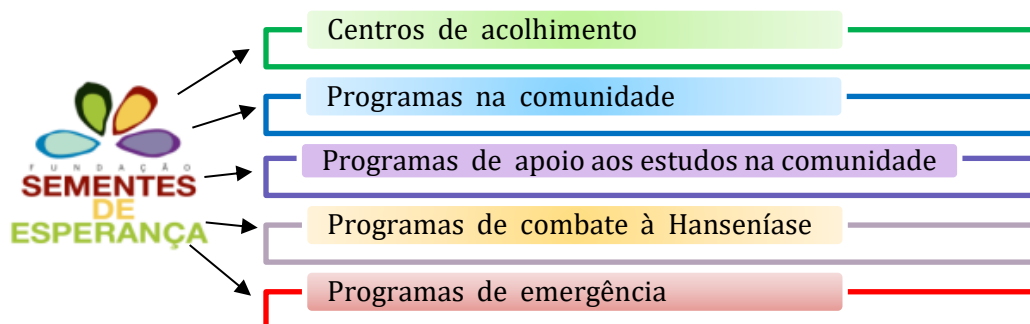 Centros de acolhimento
Programas na comunidade
Programas de apoio aos estudos na comunidade
FUNDAÇÃO
SEMENTES
DE
ESPERANÇA
Programas de combate à Hanseníase
Programas de emergência